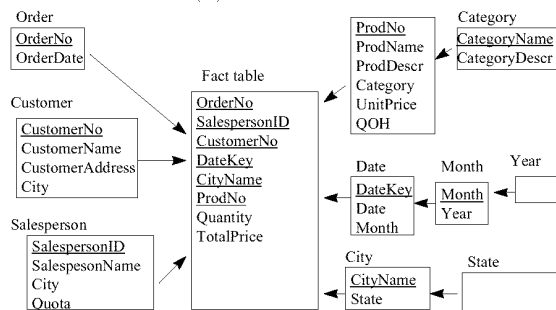 Order
OrderNo
OrderDate
Customer
CustomerNo
CustomerName
CustomerAddress
City
Salesperson
SalespersonID
SalespesonName
City
Quota
Fact table
OrderNo
SalespersonID
CustomerNo
DateKey
CityName
ProdNo
Quantity
TotalPrice
ProdNo
ProdName
ProdDescr
Category
UnitPrice
QOH
Category
CategoryName
CategoryDescr
Date
DateKey
Date
Month
Month
Month
Year
Year
City
CityName
State
State